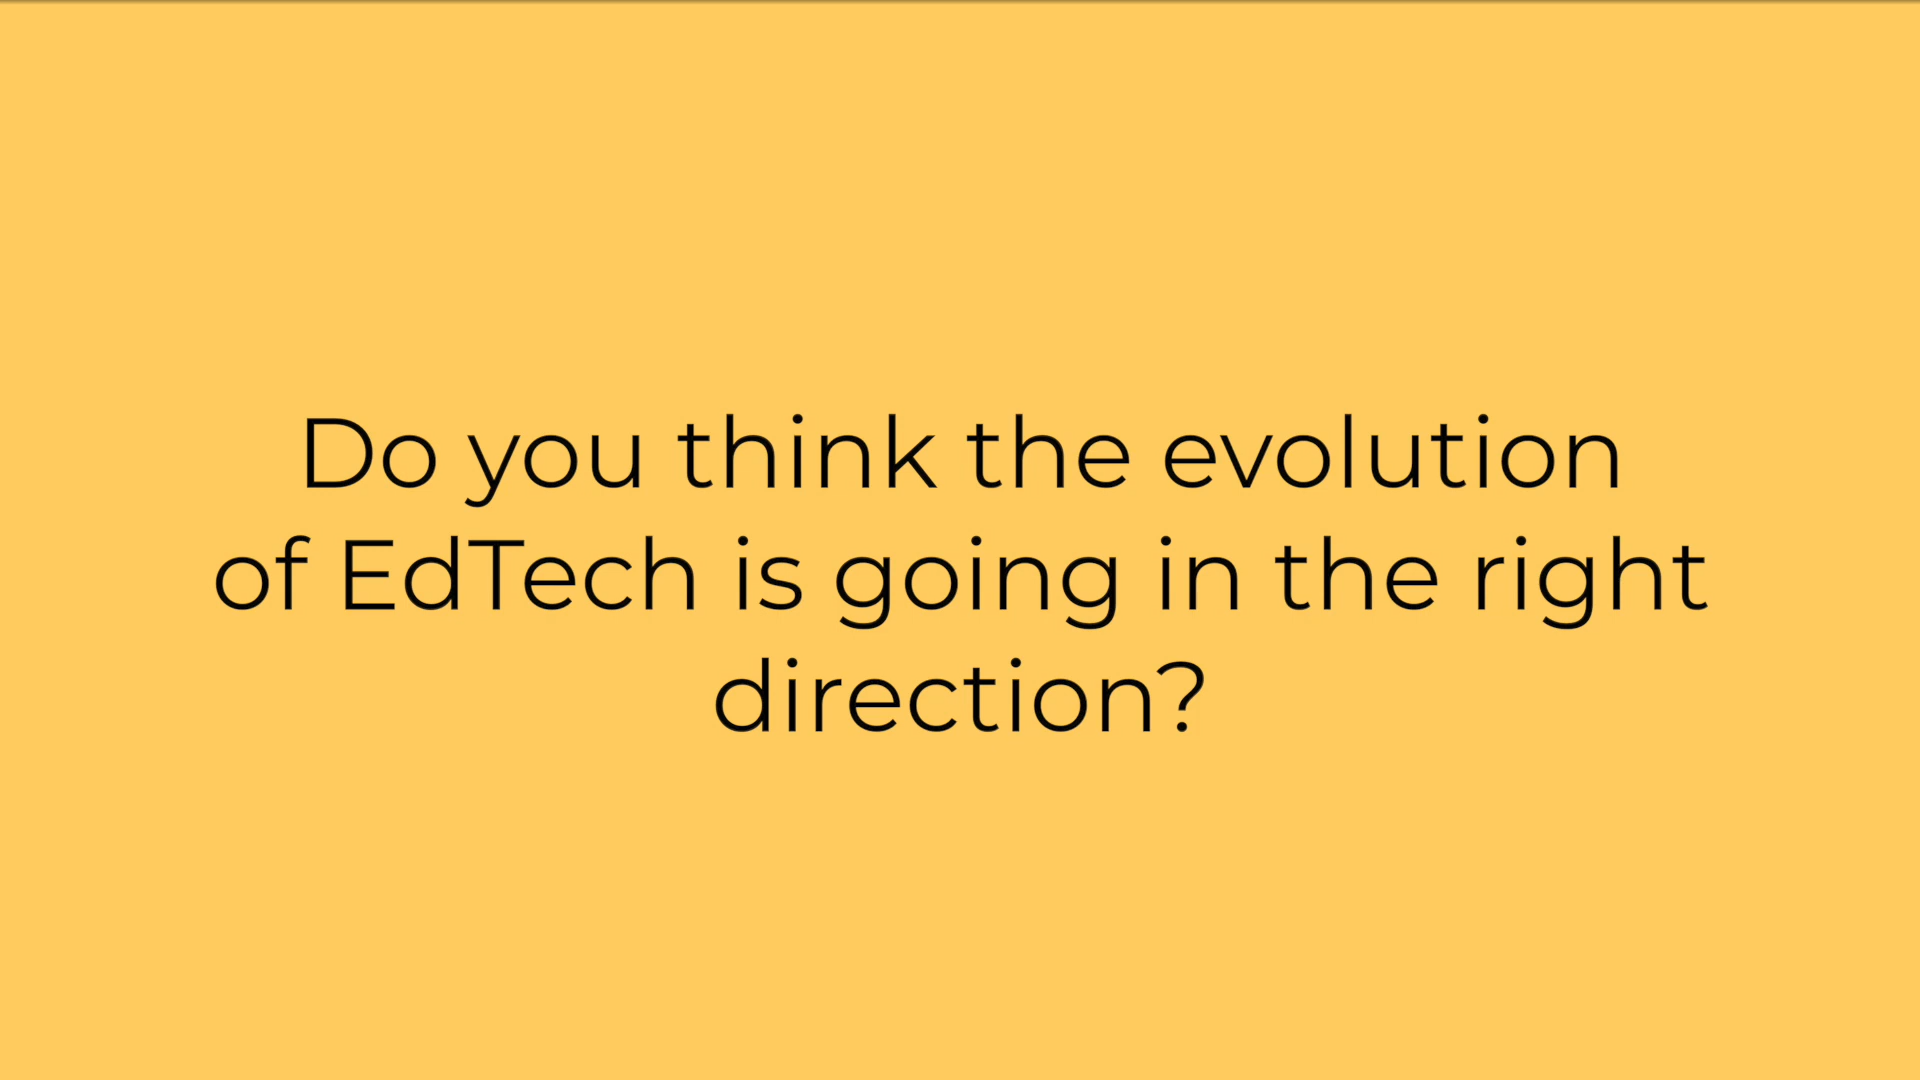 Do you think the evolution
of EdTech is going in the right
direction?